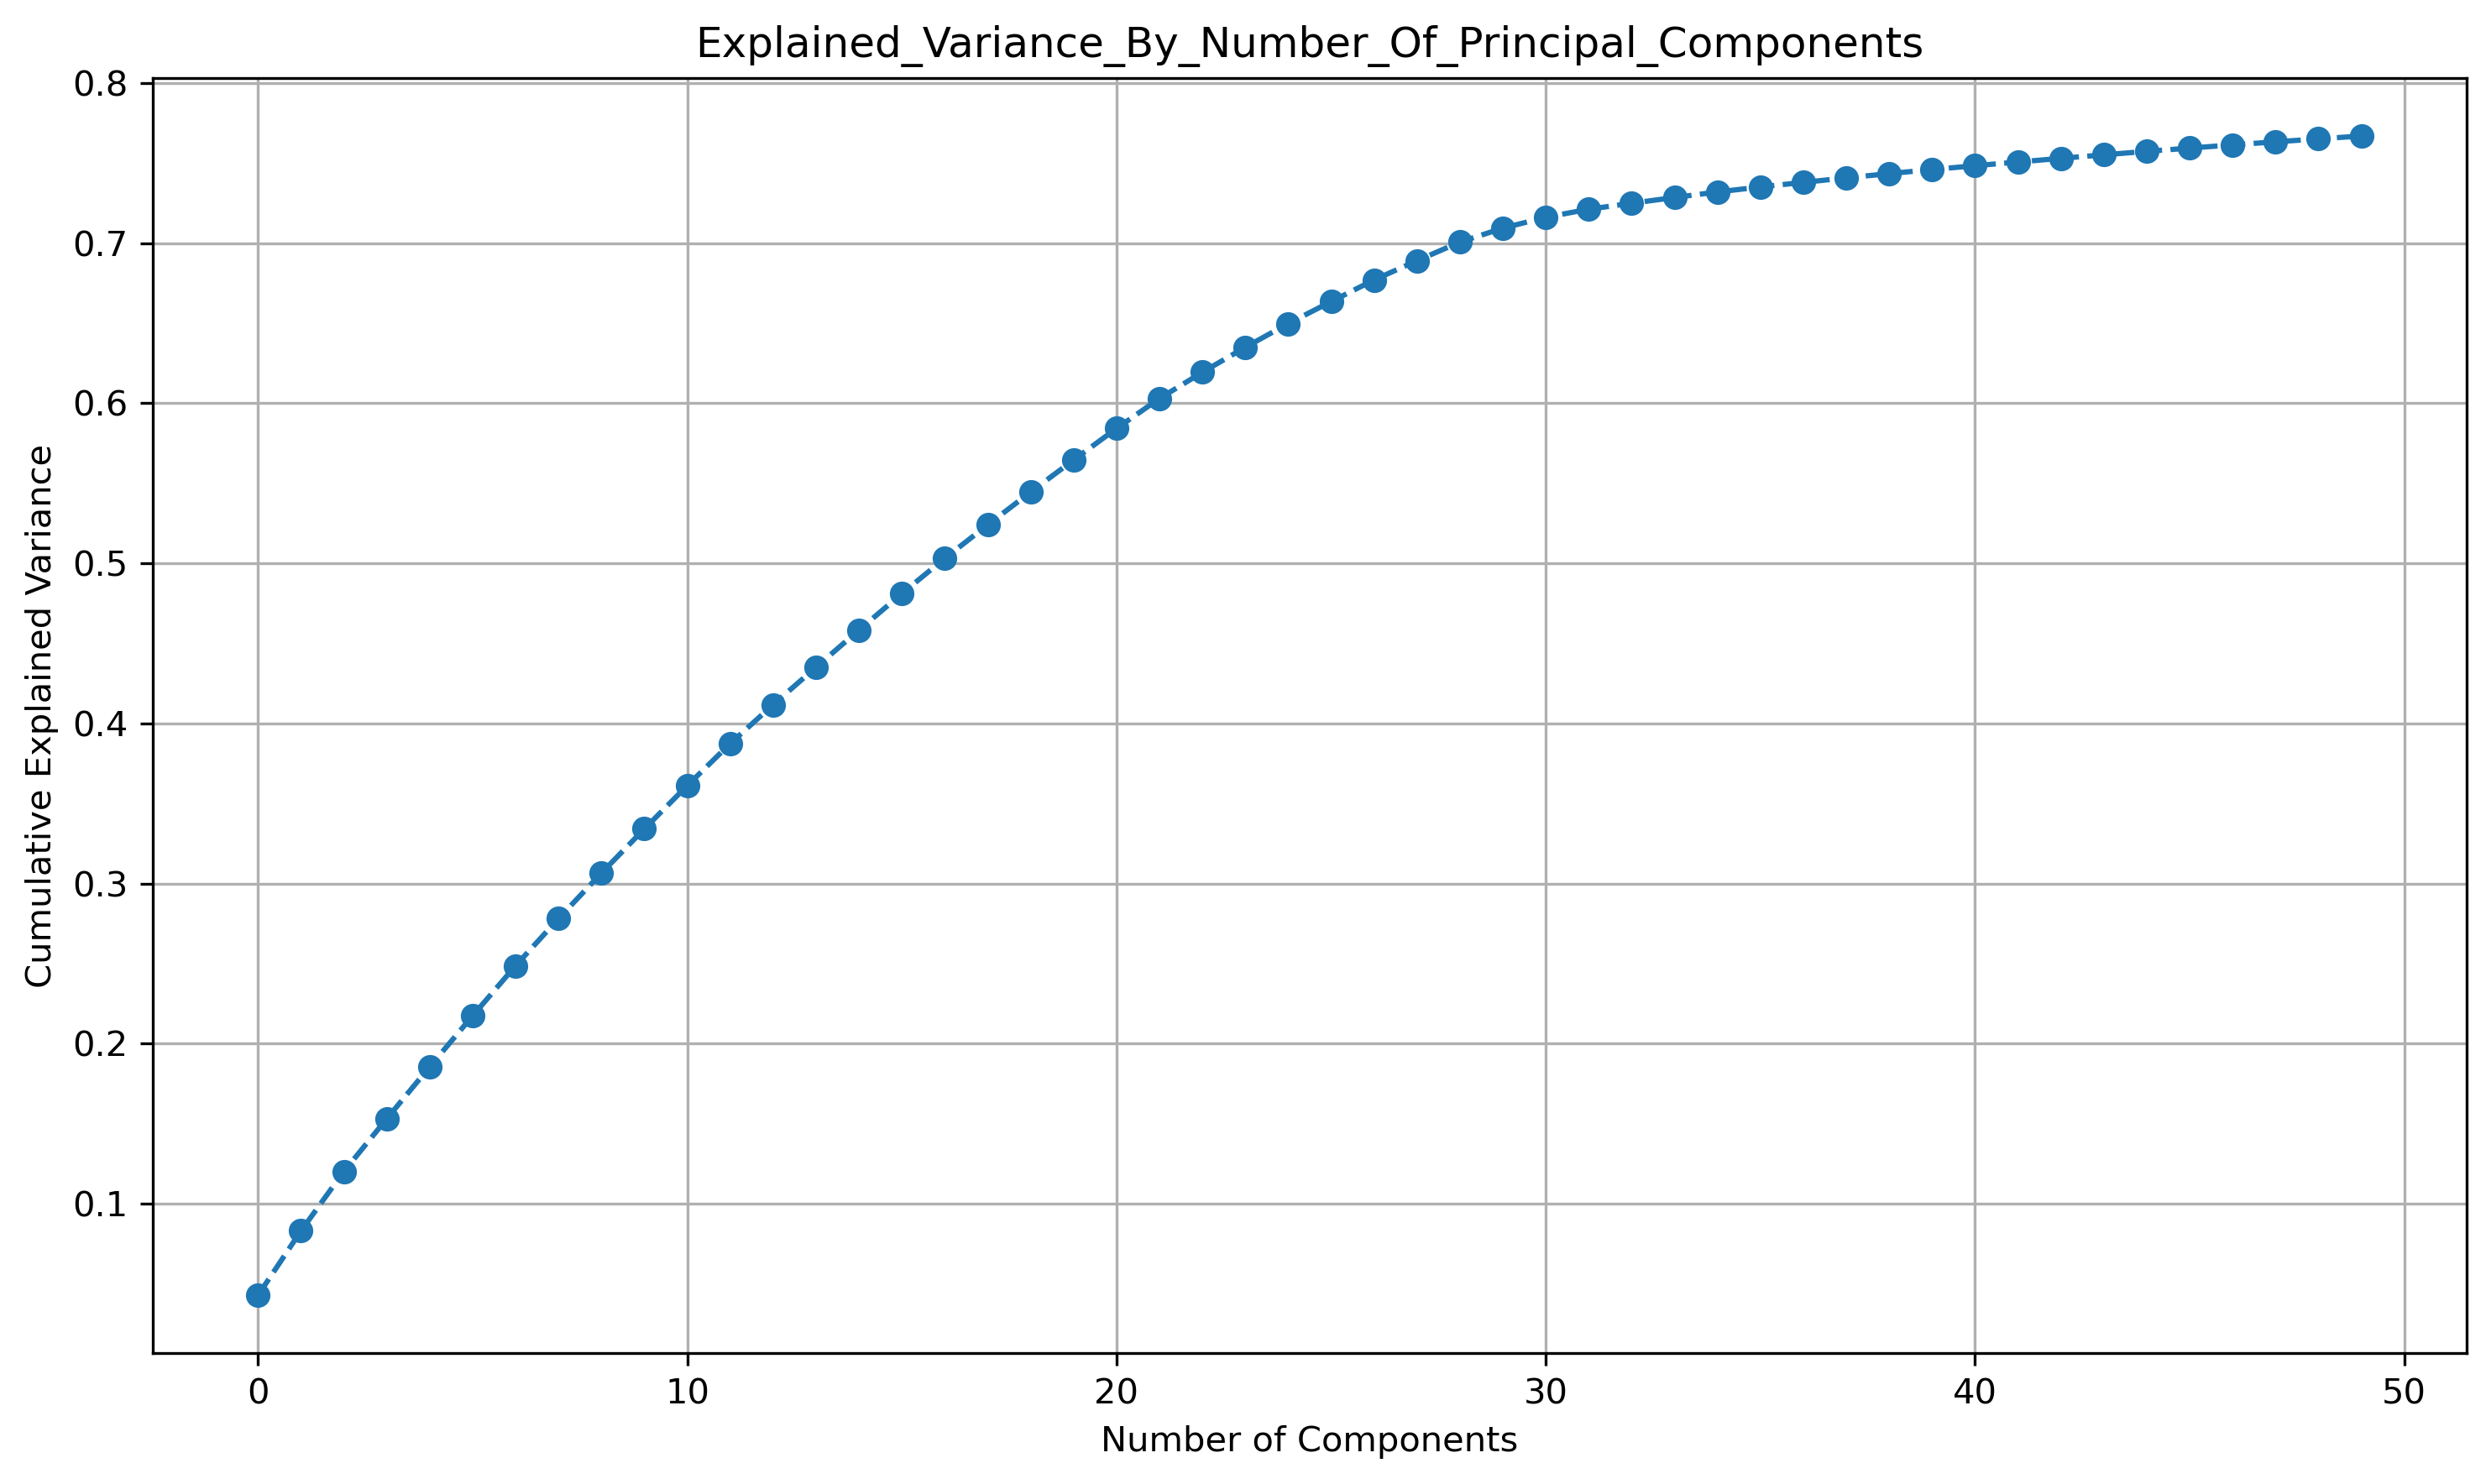 Explained_Variance_By_Number_Of_Principal_Components
0.8
0.7
0.6
0.5
0.4
0.3
0.2
0.1
Cumulative Explained Variance
0 10 20 30 40 50
Number of Components